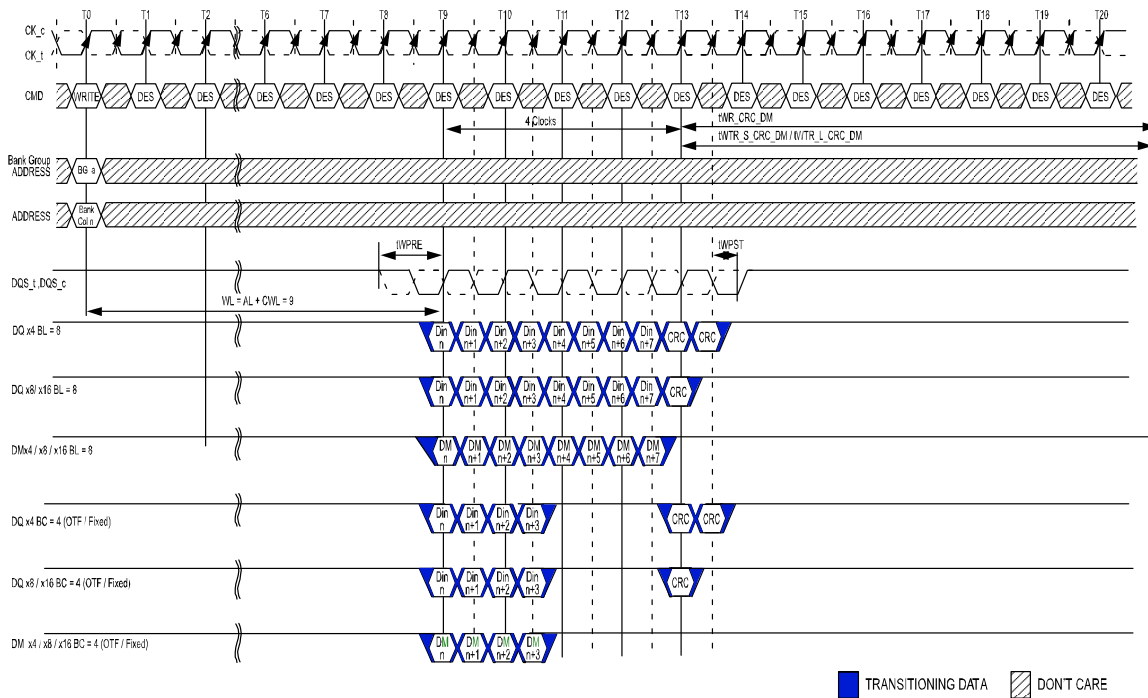 T0 T1 T2 T6 T7 T8 T9 T10 T11 T12 T13 T14 T15 T16 T17 T18 T19 T20
CK_c
CK_t
CMD WRITE DES DES DES DES DES DES DES DES DES DES DES DES DES DES DES DES DES
4 Clocks
tWR_CRC_DM
tWTR_S_CRC_DM / tWTR_L_CRC_DM
Bank Group
ADDRESS
BG a
ADDRESS
Bank
Col n
tWPRE
tWPST
DQS_t ,DQS_c
WL = AL + CWL = 9
DQ x4 BL = 8
Din n Din n+1 Din n+2 Din n+3 Din n+4 Din n+5 Din n+6 Din n+7 CRC CRC
DQ x8/ x16 BL = 8
Din n Din n+1 Din n+2 Din n+3 Din n+4 Din n+5 Din n+6 Din n+7 CRC
DMx4 / x8 / x16 BL = 8
DM n DM n+1 DM n+2 DM n+3 DM n+4 DM n+5 DM n+6 DM n+7
DQ x4 BC = 4 (OTF / Fixed)
Din n Din n+1 Din n+2 Din n+3 CRC CRC
DQ x8 / x16 BC = 4 (OTF / Fixed)
Din n Din n+1 Din n+2 Din n+3 CRC
DM x4 / x8 / x16 BC = 4 (OTF / Fixed)
DM n DM n+1 DM n+2 DM n+3
TRANSITIONING DATA
DON'T CARE